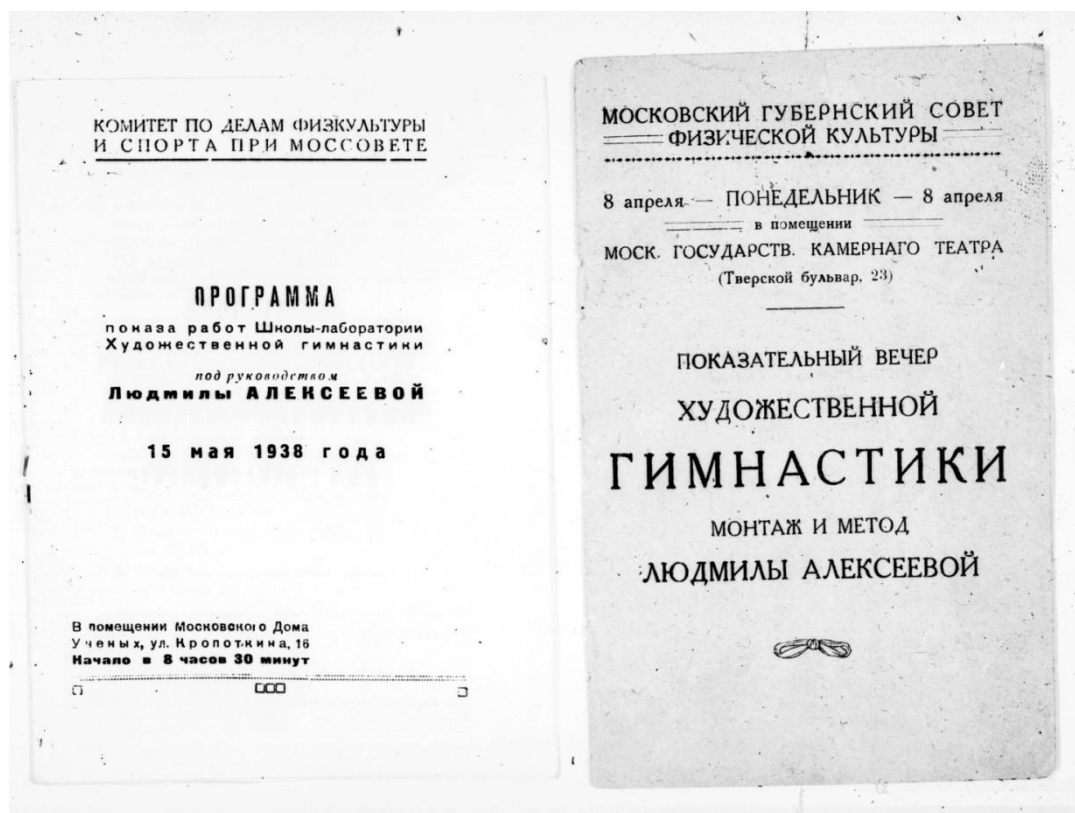 КОМИТЕТ ПО ДЕЛАМ ФИЗКУЛЬТУРЫ
И СПОРТА ПРИ МОССОВЕТЕ
ПРОГРАММА
показа работ Школы-лаборатории
Художественной гимнастики
под руководством
Людмилы АЛЕКСЕЕВОЙ
15 мая 1938 года
В помещении Московского Дома
Ученых, ул. Кропоткина, 16
Начало в 8 часов 30 минут
МОСКОВСКИЙ ГУБЕРНСКИЙ СОВЕТ
ФИЗИЧЕСКОЙ КУЛЬТУРЫ
8 апреля — ПОНЕДЕЛЬНИК — 8 апреля
в помещении
МОСК. ГОСУДАРСТВ. КАМЕРНАГО ТЕАТРА
(Тверской бульвар, 23)
ПОКАЗАТЕЛЬНЫЙ ВЕЧЕР
ХУДОЖЕСТВЕННОЙ
ГИМНАСТИКИ
МОНТАЖ И МЕТОД
ЛЮДМИЛЫ АЛЕКСЕЕВОЙ